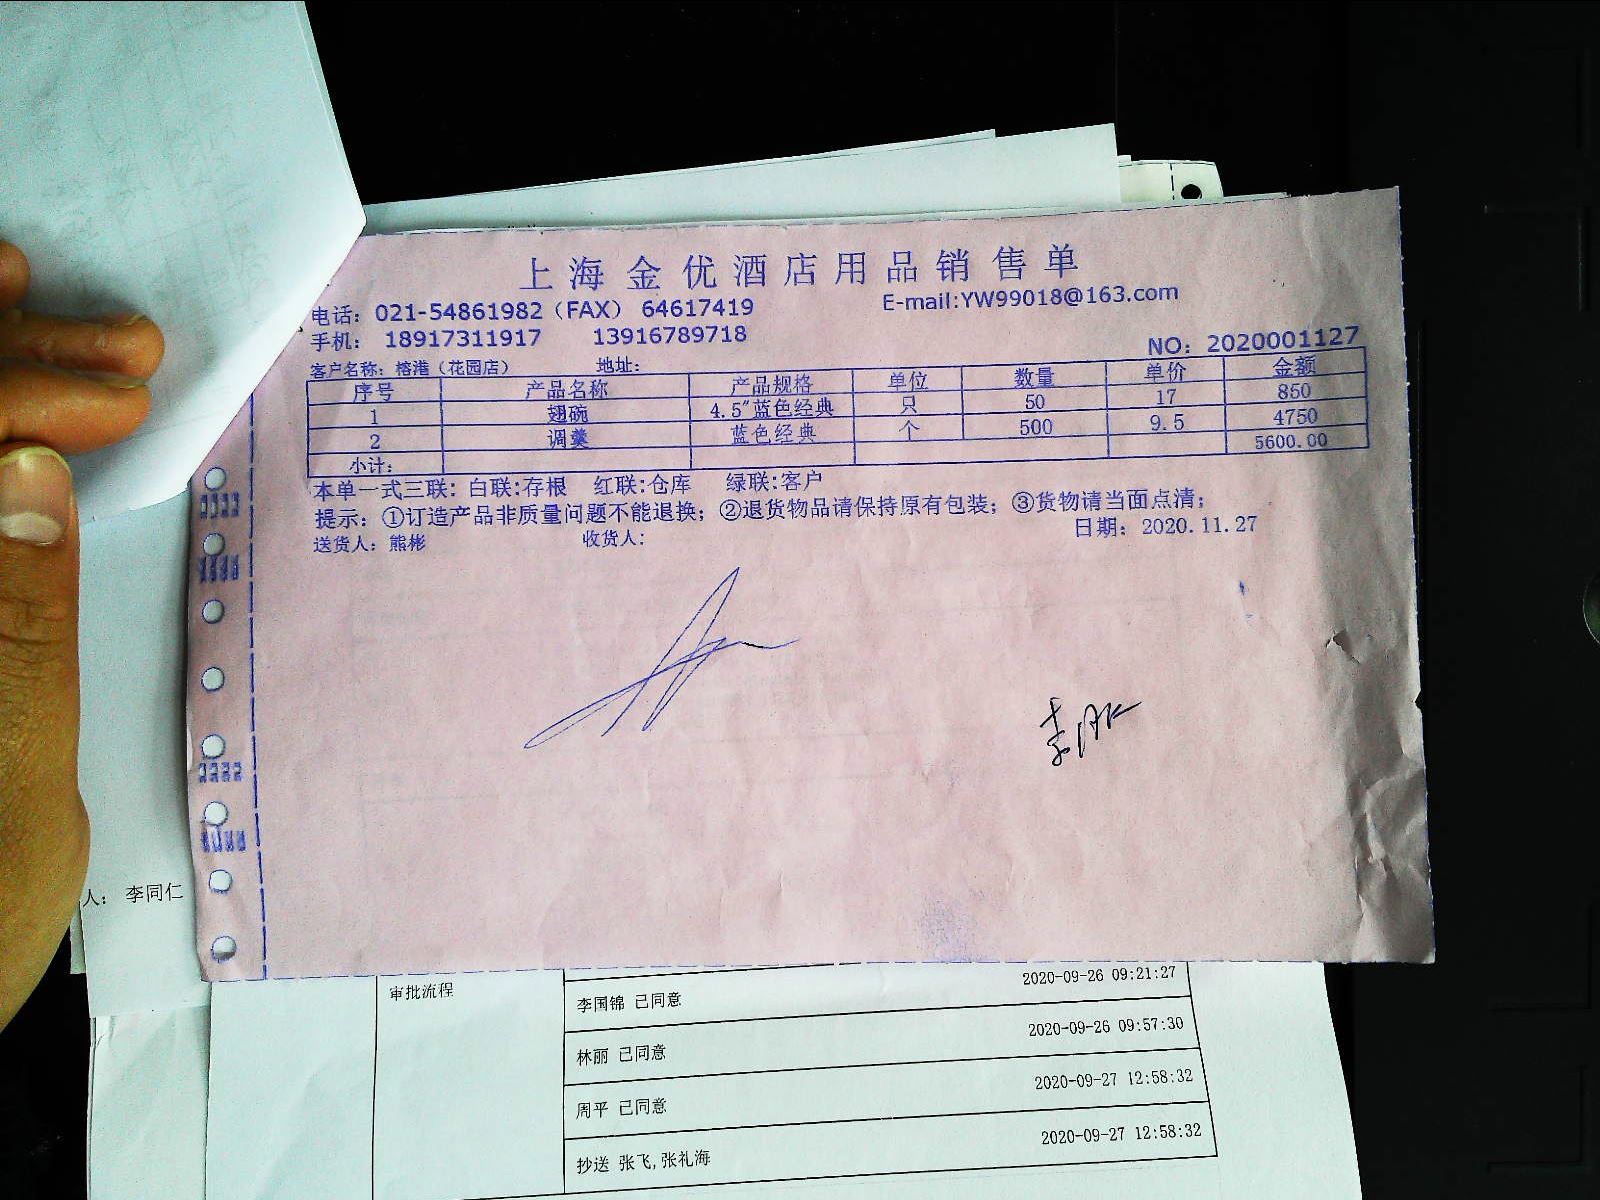 上海金优酒店用品销售单
电话：021-54861982（FAX） 64617419 E-mail:YW99018@163.com
手机： 18917311917 13916789718
NO：2020001127
客户名称：榕港（花园店） 地址：
序号 产品名称 产品规格 单位 数量 单价 金额
1 翅碗 4.5"蓝色经典 只 50 17 850
2 调羹 蓝色经典 个 500 9.5 4750
小计： 5600.00
本单一式三联：白联:存根 红联:仓库 绿联:客户
提示：①订造产品非质量问题不能退换；②退货物品请保持原有包装；③货物请当面点清；
送货人：熊彬 收货人： 日期：2020.11.27
人： 李同仁
审批流程
2020-09-26 09:21:27
李国锦 已同意
2020-09-26 09:57:30
林丽 已同意
2020-09-27 12:58:32
周平 已同意
2020-09-27 12:58:32
抄送 张飞,张礼海